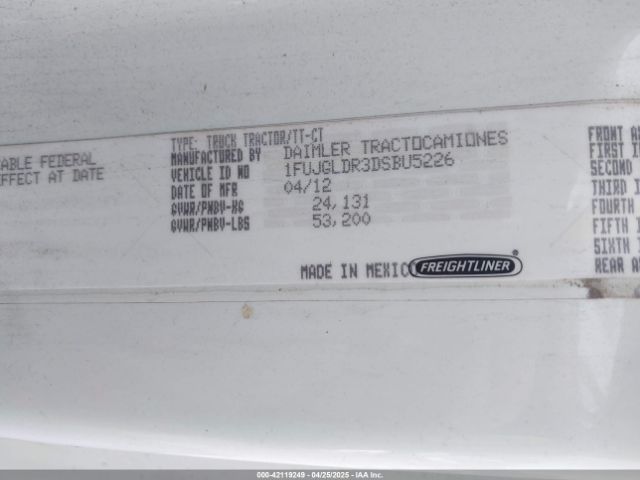 ABLE FEDERAL
FFECT AT DATE
TYPE: TRUCK TRACTOR/TT-CT
MANUFACTURED BY DAIMLER TRACTOCAMIONES
VEHICLE ID NO 1FUJGLDR3DSBU5226
DATE OF MFR 04/12
GVWR/PNBV-KG 24,131
GVWR/PNBV-LBS 53,200
MADE IN MEXICO
FREIGHTLINER
FRONT A
FIRST I
SECOND
THIRD I
FOURTH
FIFTH I
SIXTH I
REAR A
000-42119249 - 04/25/2025 - IAAI.COM